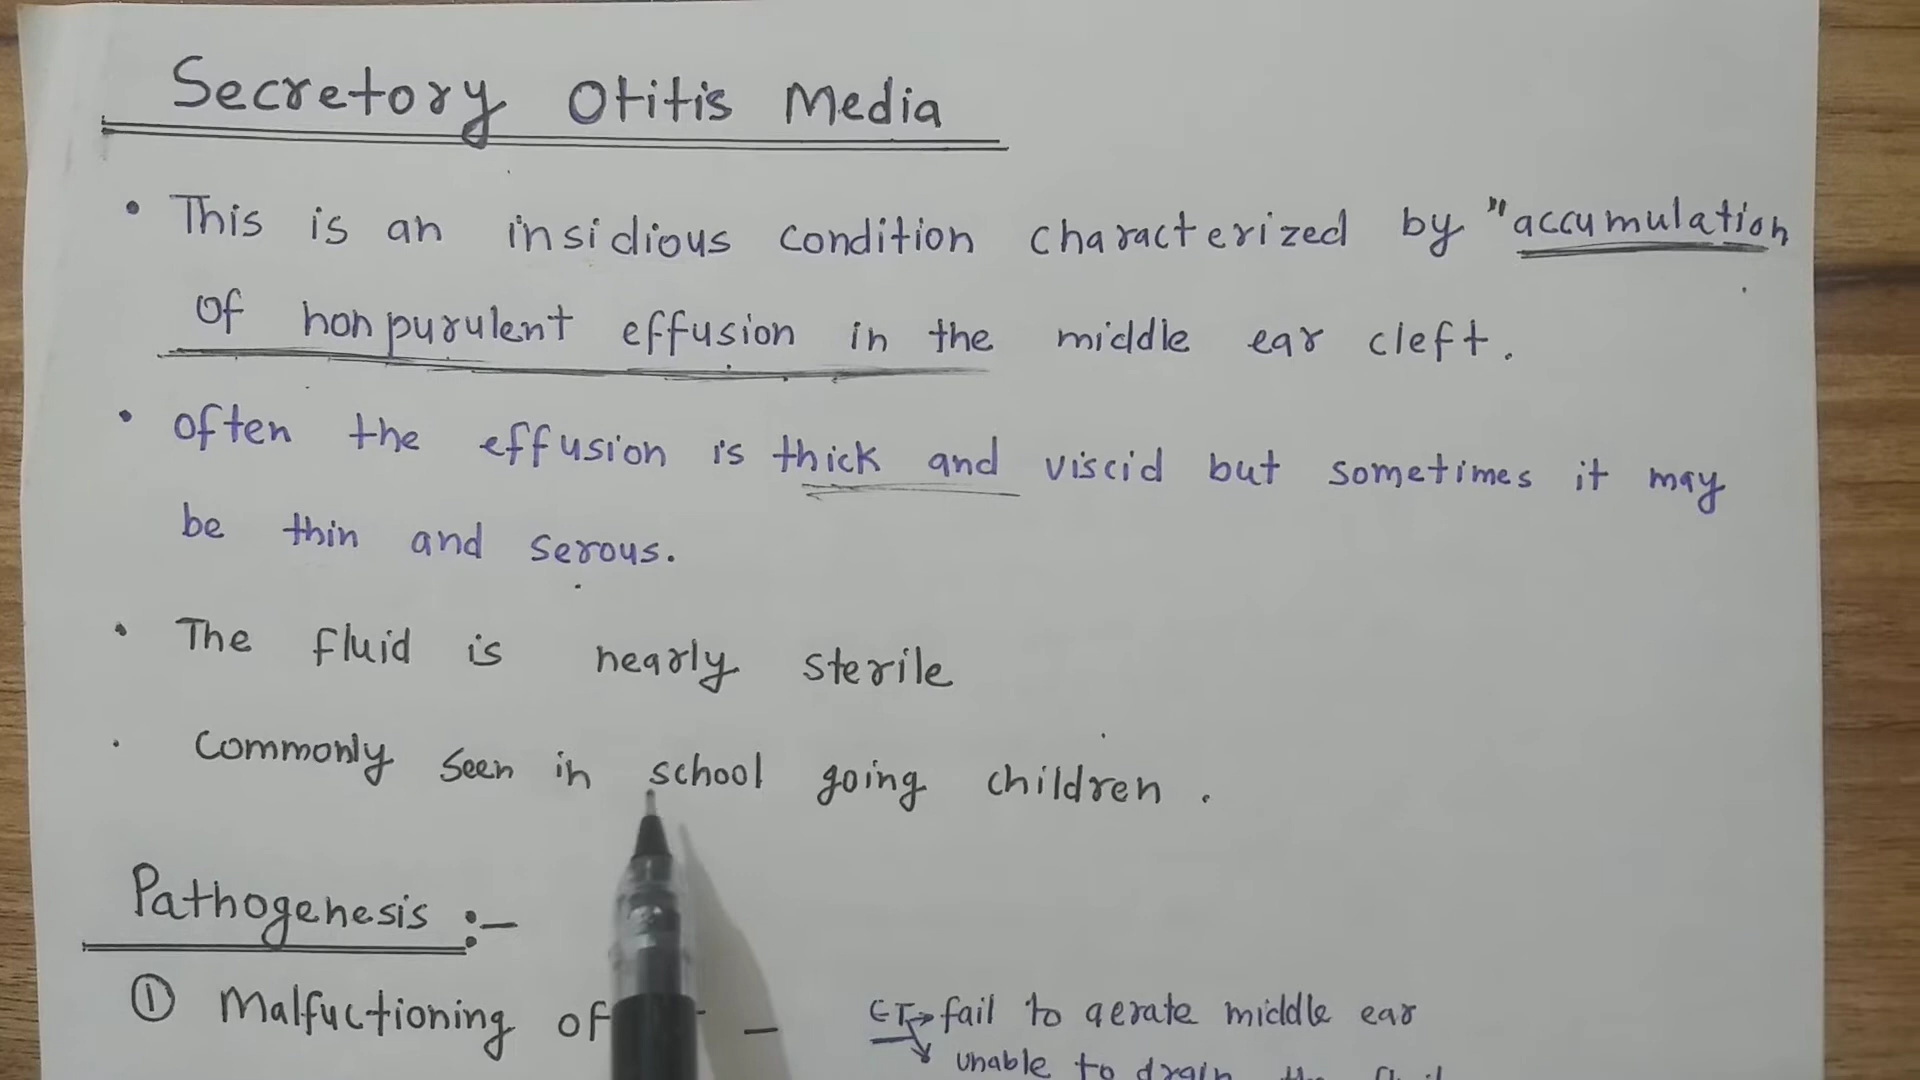 Secretory Otitis Media
• This is an insidious condition characterized by "accumulation
of nonpurulent effusion in the middle ear cleft.
• often the effusion is thick and viscid but sometimes it may
be thin and serous.
• The fluid is nearly sterile
• Commonly seen in school going children.
Pathogenesis :-
① Malfuctioning of - ET→ fail to aerate middle ear
↘ unable to drain the fluid